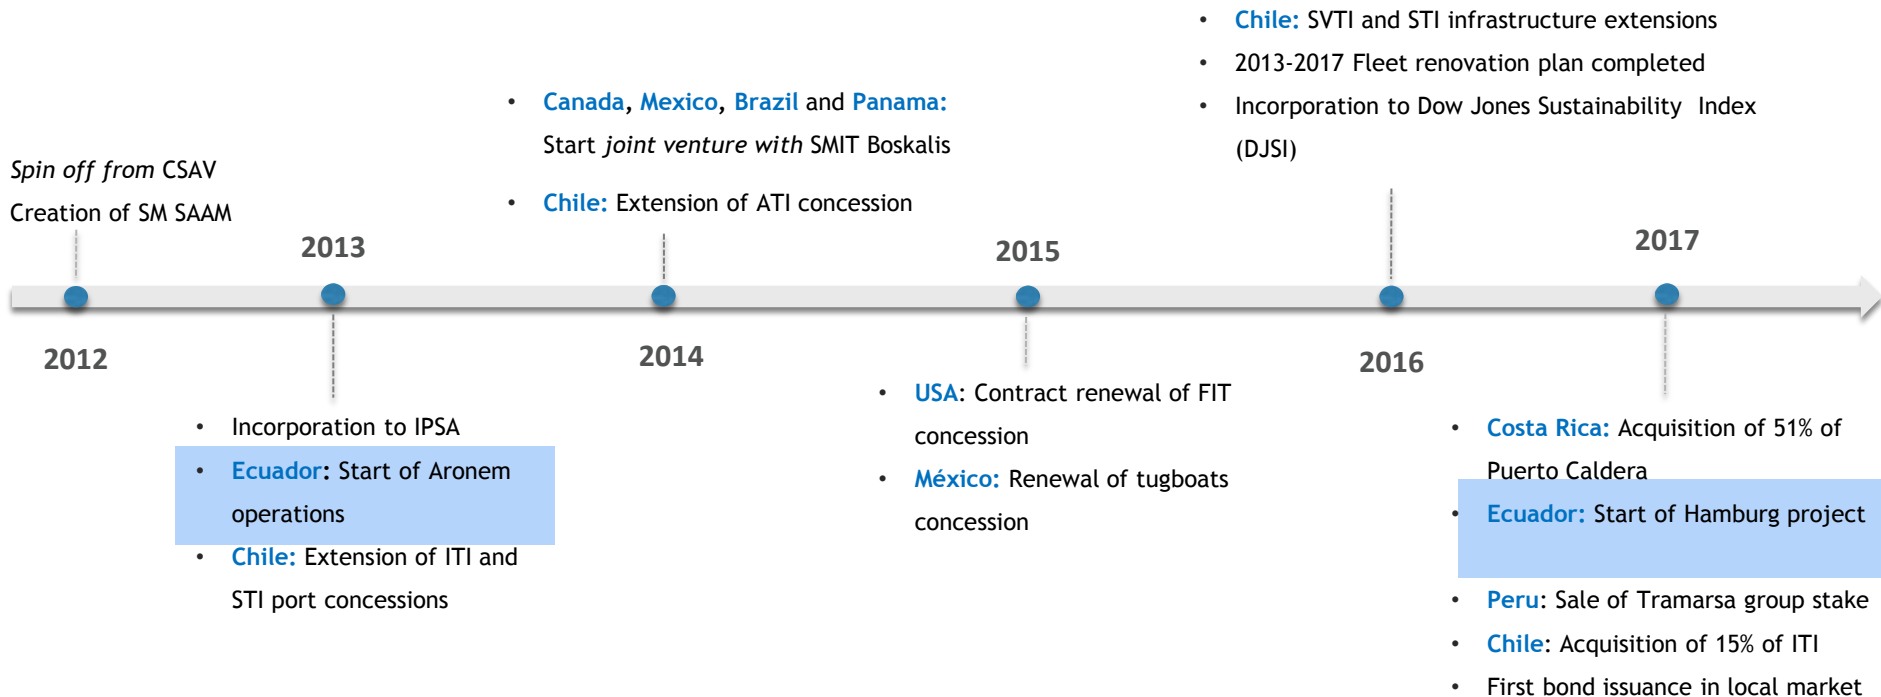 Spin off from CSAV
Creation of SM SAAM
2012
2013
• Incorporation to IPSA
• Ecuador: Start of Aronem
operations
• Chile: Extension of ITI and
STI port concessions
• Canada, Mexico, Brazil and Panama:
Start joint venture with SMIT Boskalis
• Chile: Extension of ATI concession
2014
2015
• USA: Contract renewal of FIT
concession
• México: Renewal of tugboats
concession
• Chile: SVTI and STI infrastructure extensions
• 2013-2017 Fleet renovation plan completed
• Incorporation to Dow Jones Sustainability Index
(DJSI)
2016
2017
• Costa Rica: Acquisition of 51% of
Puerto Caldera
• Ecuador: Start of Hamburg project
• Peru: Sale of Tramarsa group stake
• Chile: Acquisition of 15% of ITI
• First bond issuance in local market